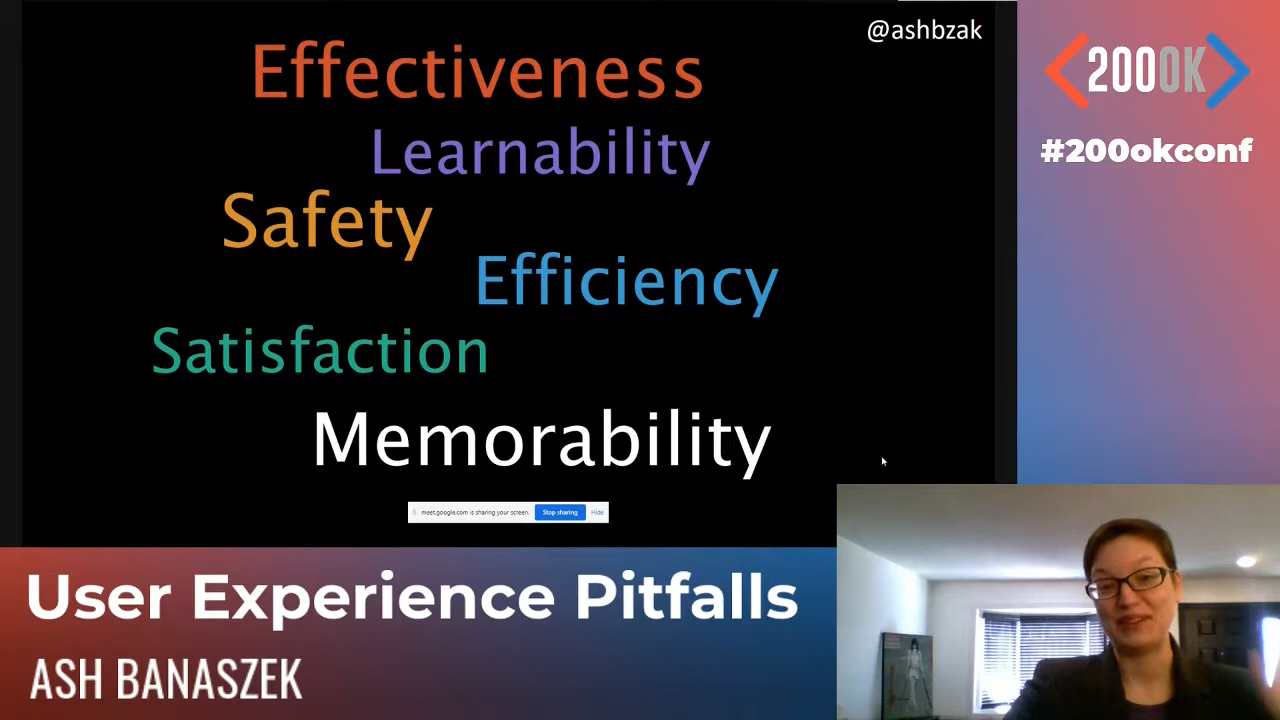 @ashbzak
Effectiveness
Learnability
Safety
Efficiency
Satisfaction
Memorability
meet.google.com is sharing your screen.
Stop sharing
Hide
200OK
#200okconf
User Experience Pitfalls
ASH BANASZEK